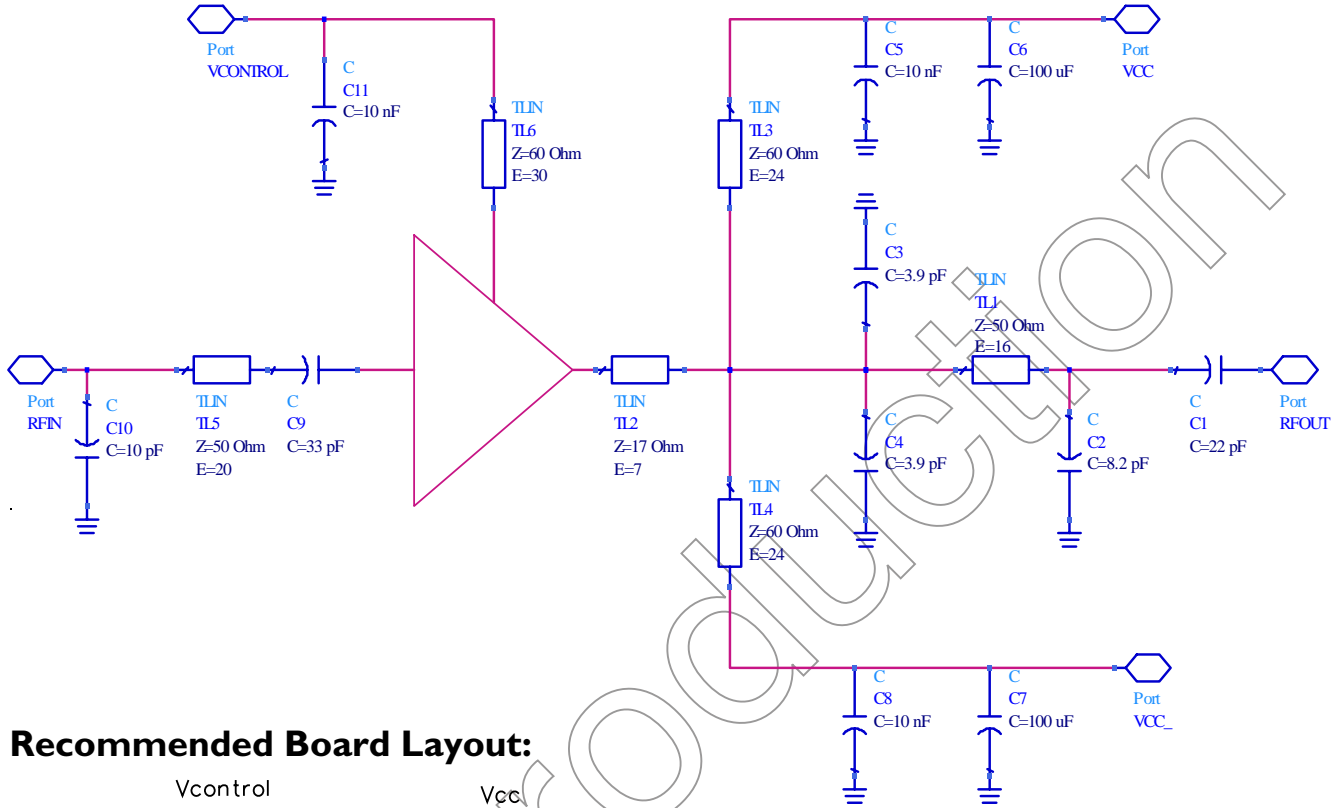 Port
VCONTROL
C
C11
C=10 nF
TLIN
TL6
Z=60 Ohm
E=30
TLIN
TL3
Z=60 Ohm
E=24
C
C5
C=10 nF
C
C6
C=100 uF
Port
VCC
C
C3
C=3.9 pF
TLIN
TL1
Z=50 Ohm
E=16
Port
RFIN
C
C10
C=10 pF
TLIN
TL5
Z=50 Ohm
E=20
C
C9
C=33 pF
TLIN
TL2
Z=17 Ohm
E=7
C
C4
C=3.9 pF
C
C2
C=8.2 pF
C
C1
C=22 pF
Port
RFOUT
TLIN
TL4
Z=60 Ohm
E=24
C
C8
C=10 nF
C
C7
C=100 uF
Port
VCC_
Recommended Board Layout:
Vcontrol
Vcc
roduction